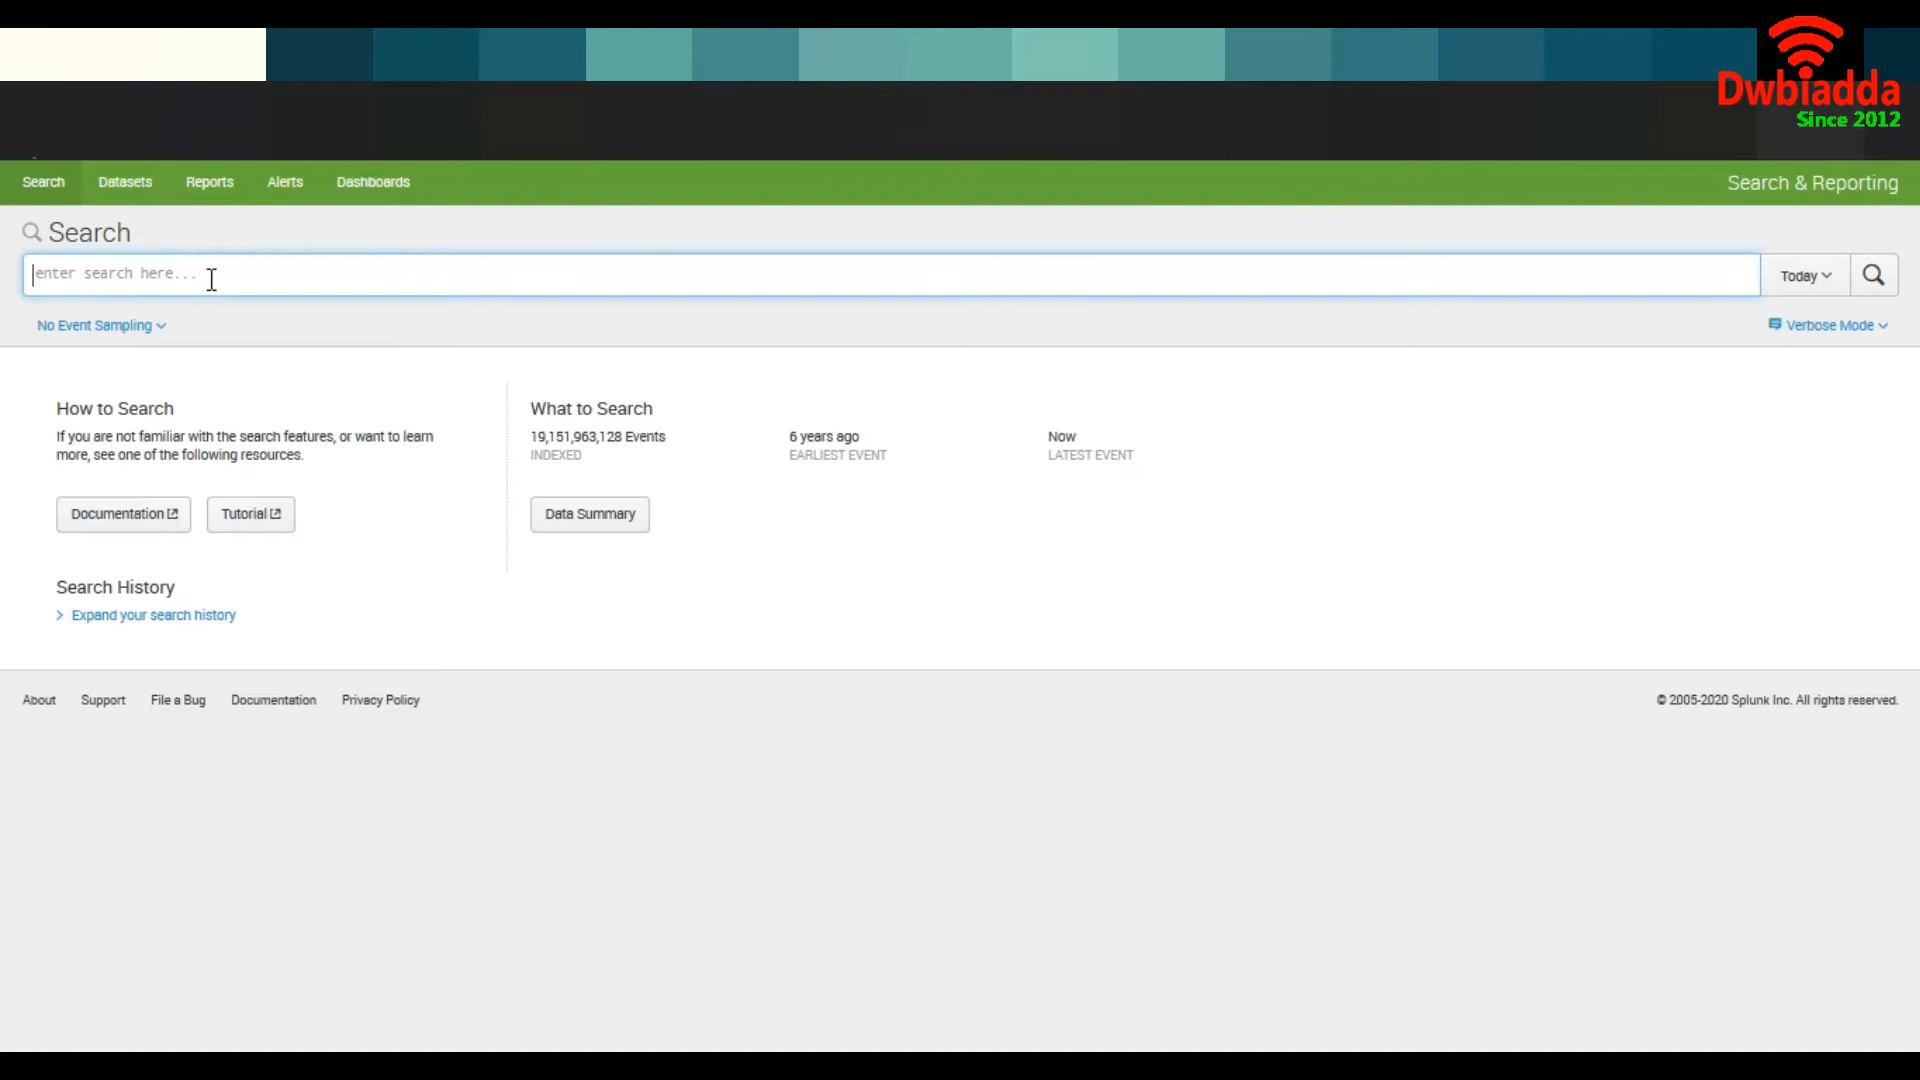 Dwbiadda
Since 2012
Search Datasets Reports Alerts Dashboards Search & Reporting
Search
enter search here... Today
No Event Sampling Verbose Mode
How to Search
If you are not familiar with the search features, or want to learn
more, see one of the following resources.
Documentation Tutorial
What to Search
19,151,963,128 Events 6 years ago Now
INDEXED EARLIEST EVENT LATEST EVENT
Data Summary
Search History
Expand your search history
About Support File a Bug Documentation Privacy Policy © 2005-2020 Splunk Inc. All rights reserved.